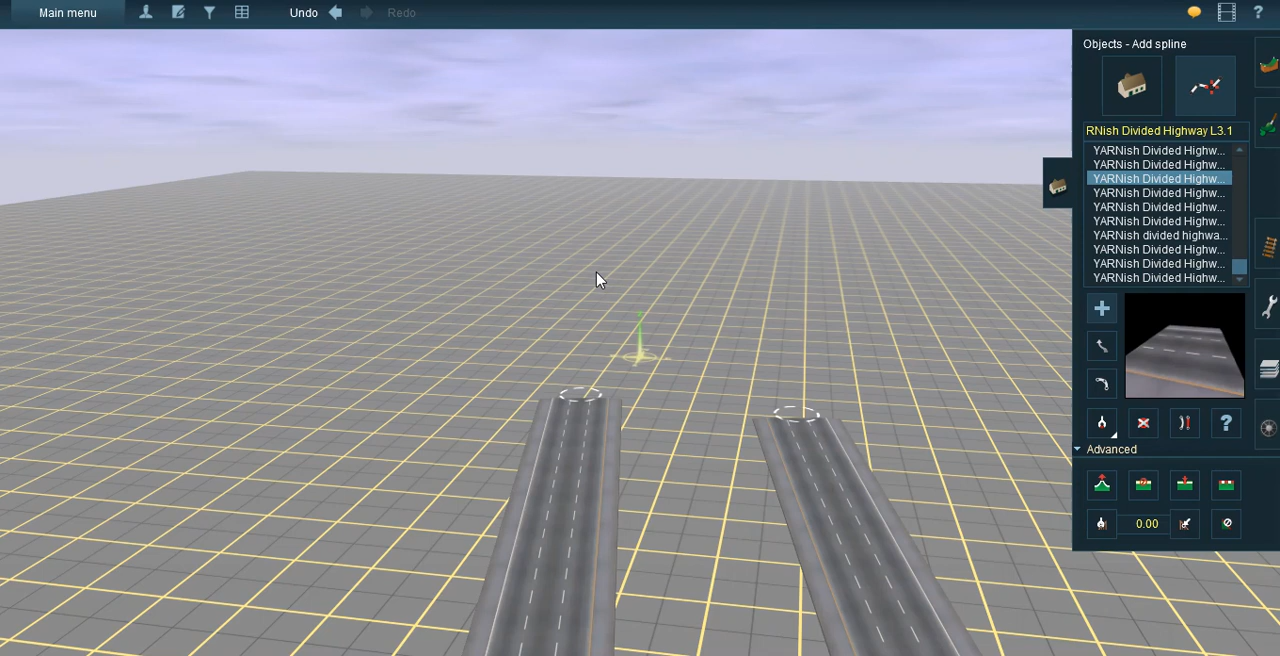 Main menu
Undo
Redo
?
Objects - Add spline
RNish Divided Highway L3.1
YARNish Divided Highw...
YARNish Divided Highw...
YARNish Divided Highw...
YARNish Divided Highw...
YARNish Divided Highw...
YARNish Divided Highw...
YARNish divided highwa...
YARNish Divided Highw...
YARNish Divided Highw...
YARNish Divided Highw...
?
Advanced
0.00